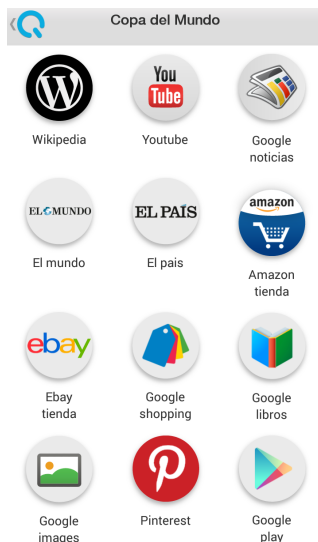 Copa del Mundo
You
Tube
Wikipedia
Youtube
Google
noticias
EL MUNDO
EL PAÍS
amazon
El mundo
El pais
Amazon
tienda
ebay
Ebay
tienda
Google
shopping
Google
libros
Google
images
Pinterest
Google
play